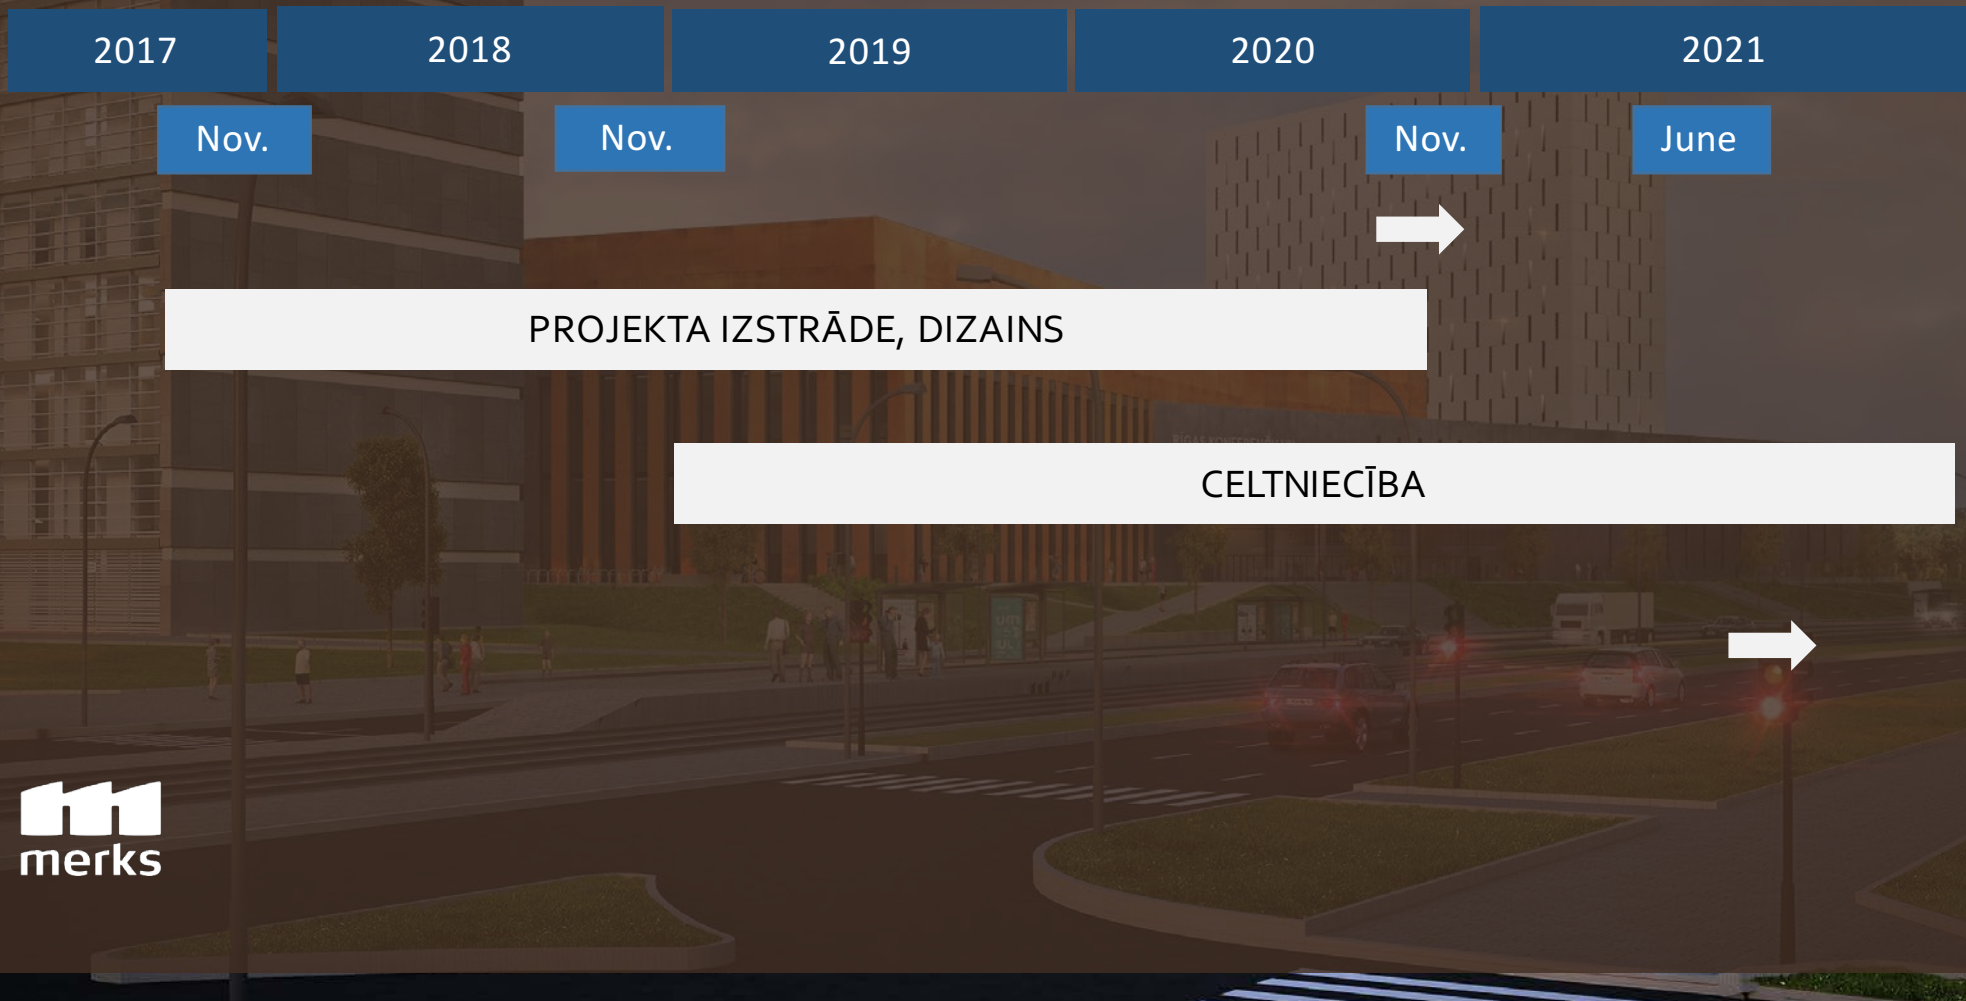 2017
2018
2019
2020
2021
Nov.
Nov.
Nov.
June
PROJEKTA IZSTRĀDE, DIZAINS
CELTNIECĪBA
merks